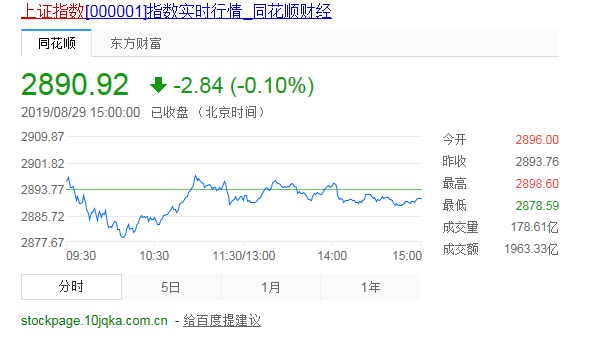 上证指数[000001]指数实时行情_同花顺财经
同花顺 东方财富
2890.92 -2.84 (-0.10%)
2019/08/29 15:00:00 已收盘 （北京时间）
2909.87
2901.82
2893.77
2885.72
2877.67
09:30 10:30 11:30/13:00 14:00 15:00
今开 2896.00
昨收 2893.76
最高 2898.60
最低 2878.59
成交量 178.61亿
成交额 1963.33亿
分时 5日 1月 1年
stockpage.10jqka.com.cn - 给百度提建议